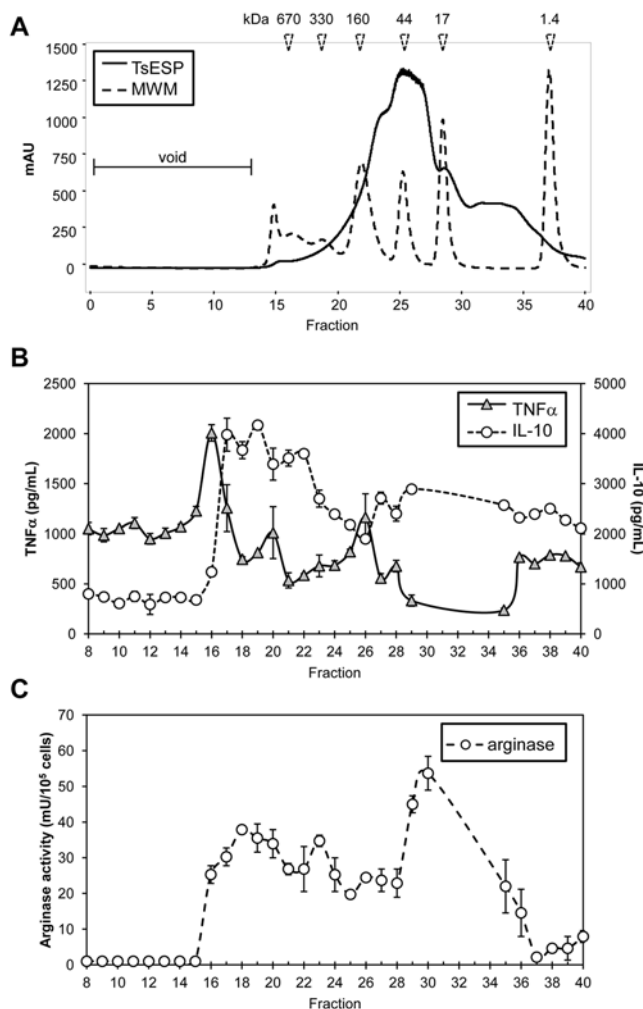 A
kDa 670 330 160 44 17 1.4
1500
1250
1000
750
500
250
0
mAU
TsESP
MWM
void
0 5 10 15 20 25 30 35 40
Fraction
B
2500
2000
1500
1000
500
0
TNFα (pg/mL)
TNFα
IL-10
5000
4000
3000
2000
1000
0
IL-10 (pg/mL)
8 10 12 14 16 18 20 22 24 26 28 30 32 34 36 38 40
Fraction
C
70
60
50
40
30
20
10
0
Arginase activity (mU/10⁵ cells)
arginase
8 10 12 14 16 18 20 22 24 26 28 30 32 34 36 38 40
Fraction